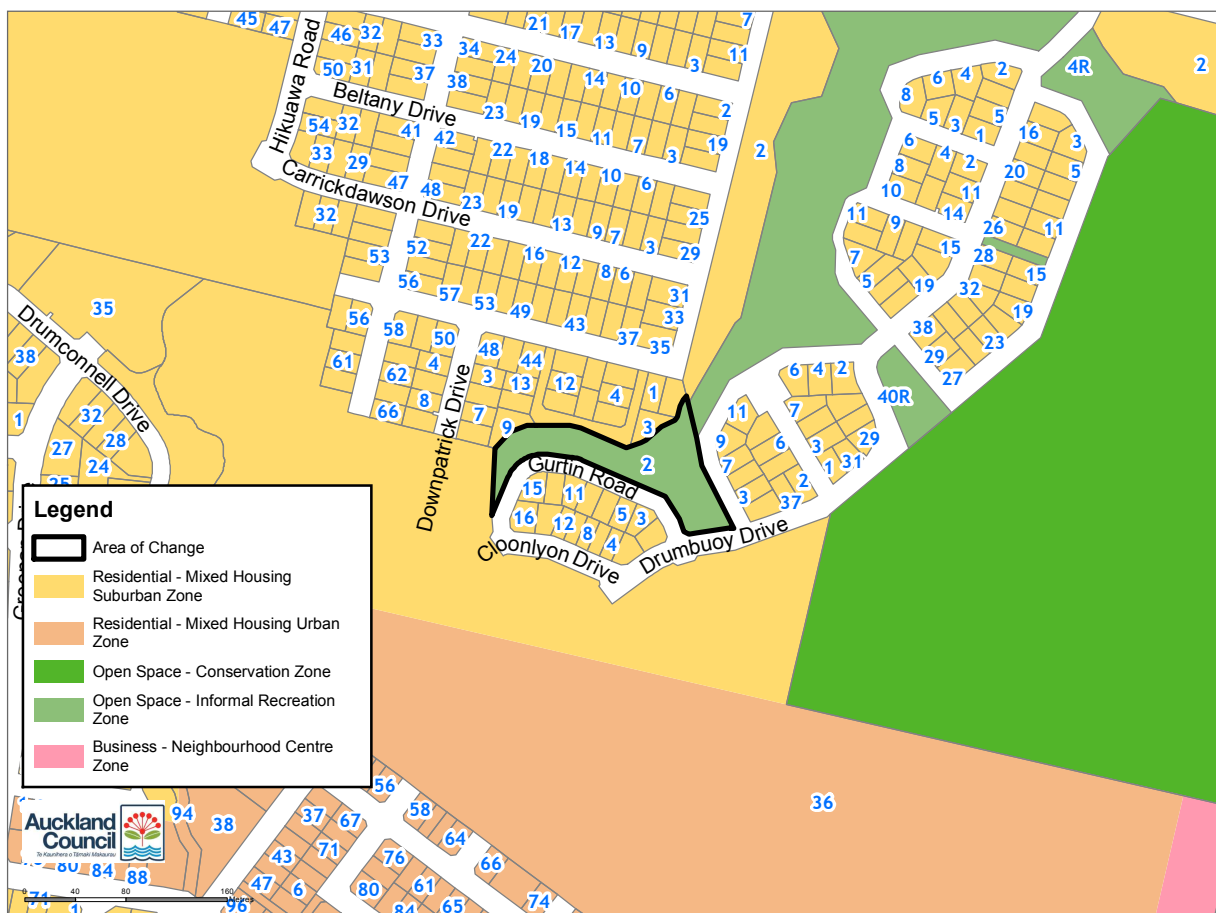 45 47 46 32 33 34 21 17 13 9 3 7 11
50 31 37 38 24 20 14 10 6 2
Hikuawa Road
Beltany Drive
54 32 41 42 23 19 15 11 7 3 19 2
33 29 47 48 22 18 14 10 6
Carrickdawson Drive
32 23 19 13 9 7 3 25 29
53 52 22 16 12 8 6
56 57 53 49 43 37 35 31 33
56 58 50 48 44
61 62 4 3 13 12 4 1
66 8 7 9 3
Downpatrick Drive
35
Drumconnell Drive
38 1 32 28 27 24 25
2
Gurtin Road
15 11 5 3
16 12 8 4
Cloonlyon Drive
Drumbuoy Drive
8 6 4 2 4R 2
5 3 1 5 16 3
6 4 2 20 5
8 10 11 14 26 11
11 9 15 28 15
7 5 19 32 19
38 29 27 23
6 4 2 40R
11 7 29
9 6 3 31
7 2 1
3 37
Legend
Area of Change
Residential - Mixed Housing
Suburban Zone
Residential - Mixed Housing Urban
Zone
Open Space - Conservation Zone
Open Space - Informal Recreation
Zone
Business - Neighbourhood Centre
Zone
36
94 38 37 67 56 58 64 66
Auckland
Council
Te Kaunihera o Tāmaki Makaurau
80 84 88
43 71 76 61 74
47 6 80 65
71 1 96 84
0 40 80 160
Metres